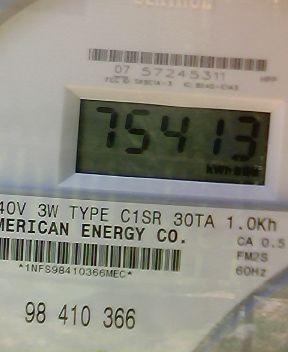 07 57245311
75413
kWh
40V 3W TYPE C1SR 30TA 1.0Kh
MERICAN ENERGY CO.
CA 0.5
FM2S
60Hz
*1NFS98410366MEC*
98 410 366